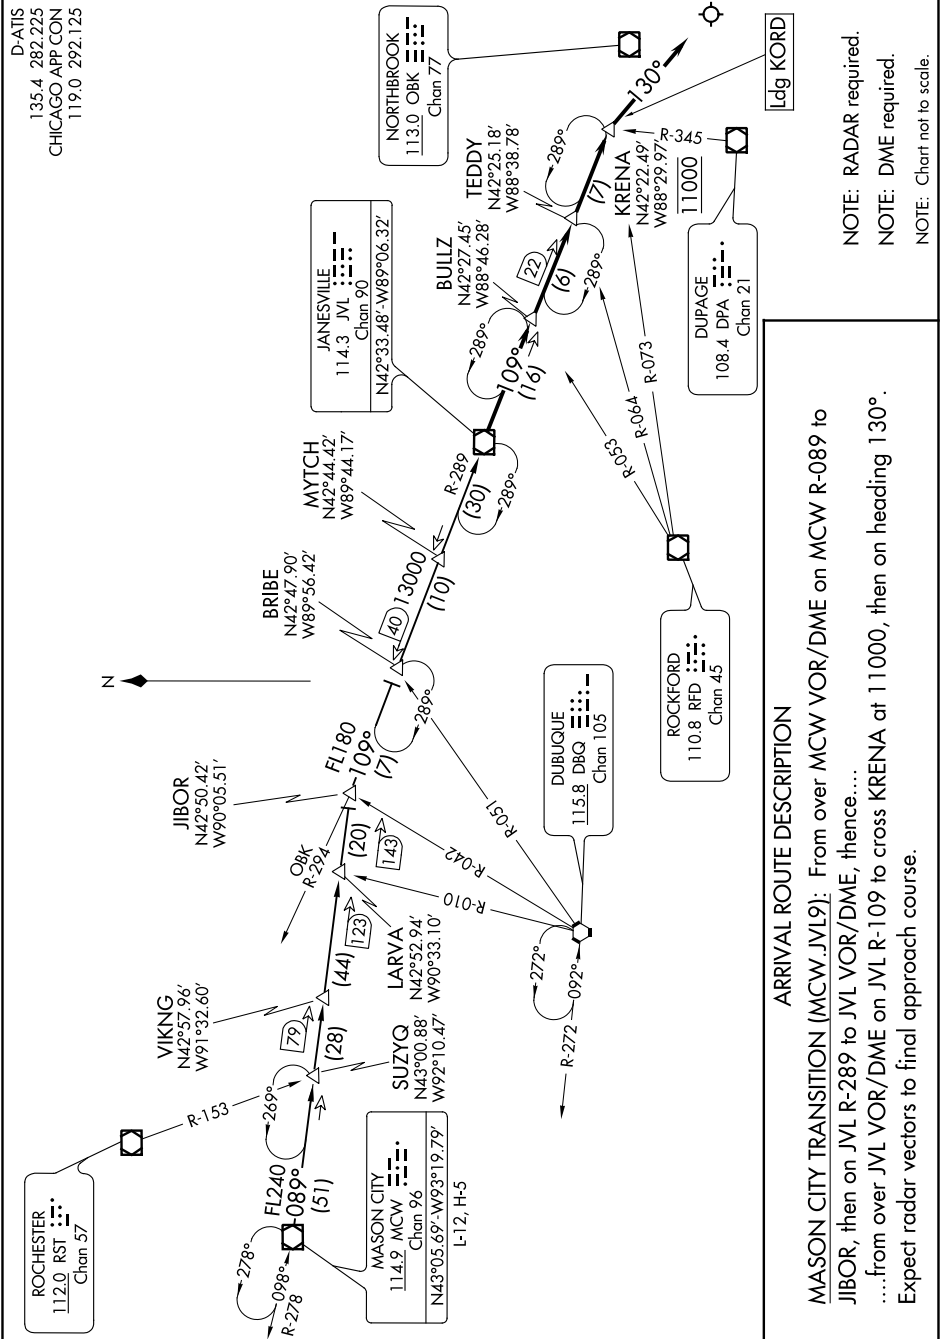 D-ATIS
135.4 282.225
CHICAGO APP CON
119.0 292.125
ROCHESTER
112.0 RST
Chan 57
R-153
278°
098°
R-278
FL240
089°
(51)
MASON CITY
114.9 MCW
Chan 96
N43°05.69'-W93°19.79'
L-12, H-5
269°
SUZYQ
N43°00.88'
W92°10.47'
(28)
79
VIKNG
N42°57.96'
W91°32.60'
(44)
123
LARVA
N42°52.94'
W90°33.10'
(20)
143
OBK
R-294
JIBOR
N42°50.42'
W90°05.51'
FL180
109°
(7)
N
BRIBE
N42°47.90'
W89°56.42'
289°
40
13000
(10)
MYTCH
N42°44.42'
W89°44.17'
R-289
(30)
289°
JANESVILLE
114.3 JVL
Chan 90
N42°33.48'-W89°06.32'
109°
(16)
289°
BULLZ
N42°27.45'
W88°46.28'
22
(6)
289°
TEDDY
N42°25.18'
W88°38.78'
(7)
289°
KRENA
N42°22.49'
W88°29.97'
11000
130°
NORTHBROOK
113.0 OBK
Chan 77
Ldg KORD
R-345
DUPAGE
108.4 DPA
Chan 21
R-053
R-064
R-073
ROCKFORD
110.8 RFD
Chan 45
DUBUQUE
115.8 DBQ
Chan 105
R-051
R-042
R-010
272°
092°
R-272
NOTE: RADAR required.
NOTE: DME required.
NOTE: Chart not to scale.
ARRIVAL ROUTE DESCRIPTION
MASON CITY TRANSITION (MCW.JVL9): From over MCW VOR/DME on MCW R-089 to
JIBOR, then on JVL R-289 to JVL VOR/DME, thence....
....from over JVL VOR/DME on JVL R-109 to cross KRENA at 11000, then on heading 130°.
Expect radar vectors to final approach course.